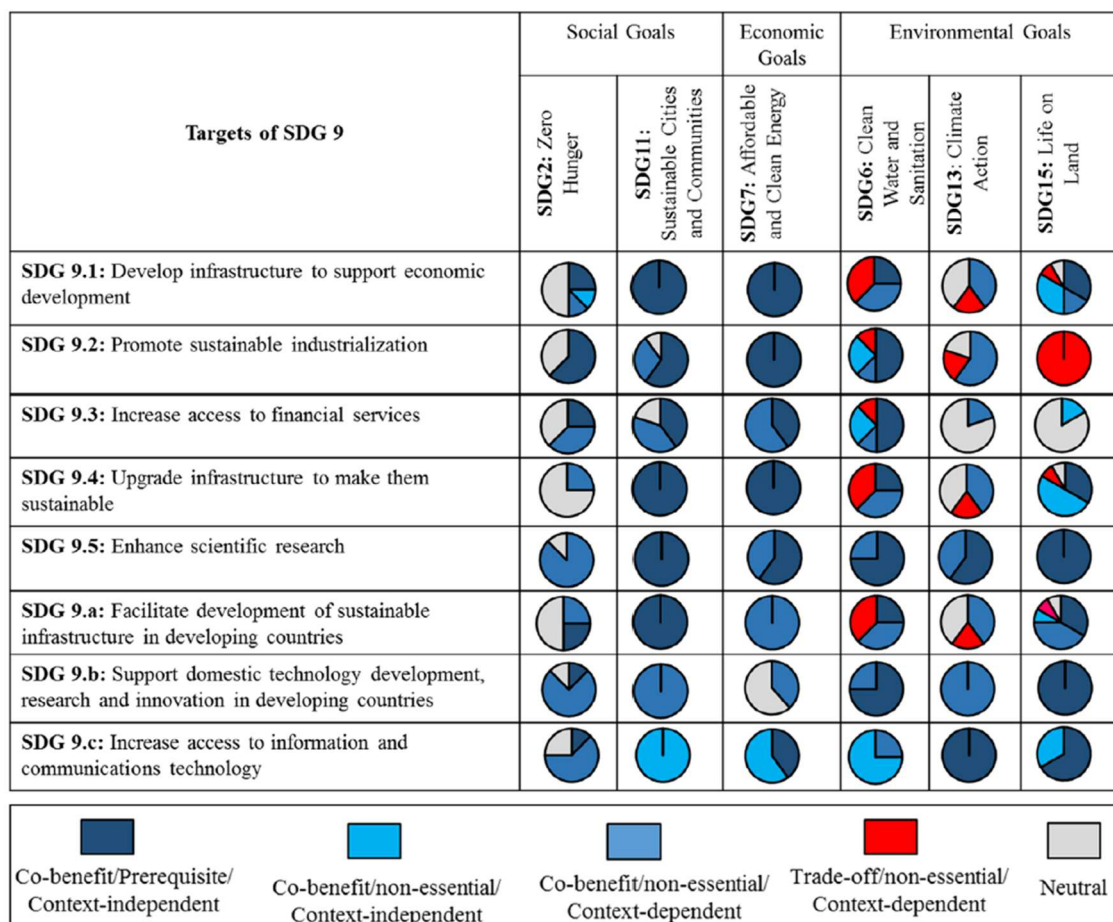 Social Goals
Economic
Goals
Environmental Goals
Targets of SDG 9
SDG2: Zero
Hunger
SDG11:
Sustainable Cities
and Communities
SDG7: Affordable
and Clean Energy
SDG6: Clean
Water and
Sanitation
SDG13: Climate
Action
SDG15: Life on
Land
SDG 9.1: Develop infrastructure to support economic
development
SDG 9.2: Promote sustainable industrialization
SDG 9.3: Increase access to financial services
SDG 9.4: Upgrade infrastructure to make them
sustainable
SDG 9.5: Enhance scientific research
SDG 9.a: Facilitate development of sustainable
infrastructure in developing countries
SDG 9.b: Support domestic technology development,
research and innovation in developing countries
SDG 9.c: Increase access to information and
communications technology
Co-benefit/Prerequisite/
Context-independent
Co-benefit/non-essential/
Context-independent
Co-benefit/non-essential/
Context-dependent
Trade-off/non-essential/
Context-dependent
Neutral